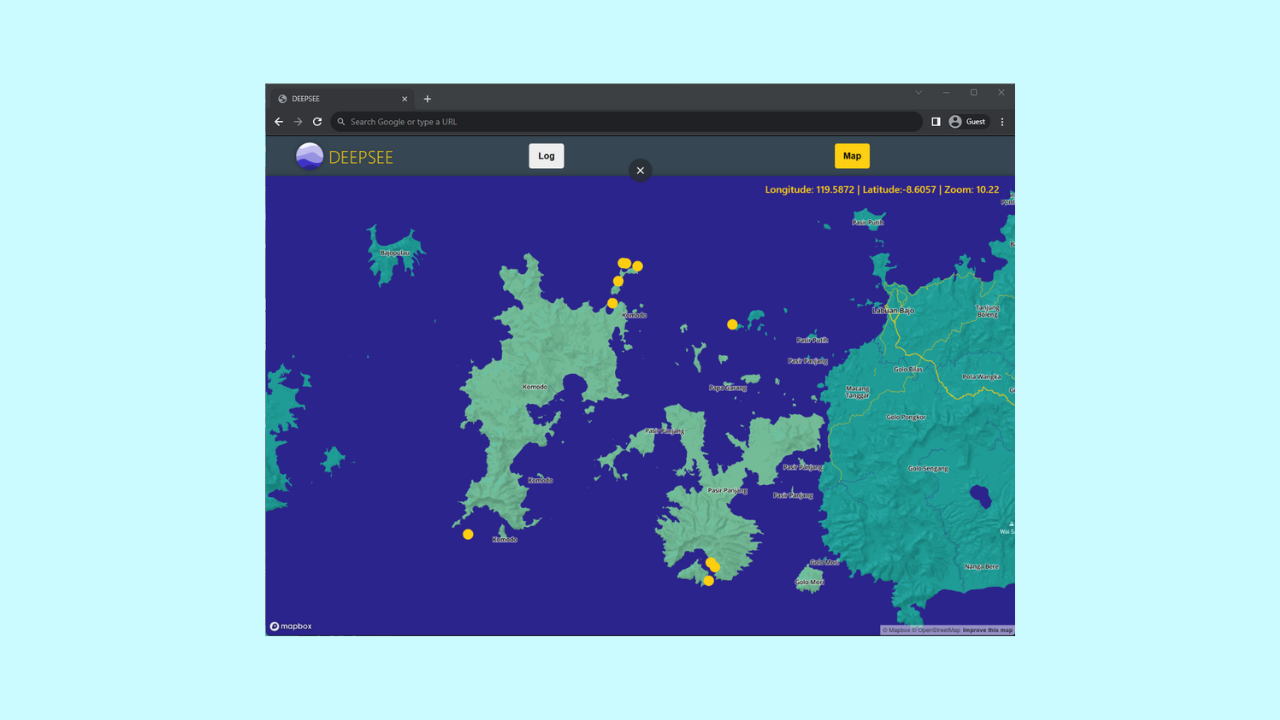 DEEPSEE
Search Google or type a URL
Guest
DEEPSEE
Log
Map
Longitude: 119.5872 | Latitude:-8.6057 | Zoom: 10.22
Pasir Putih
Bajopulau
Labuan Bajo
Tanjung
Boleng
Komodo
Pasir Putih
Pasir Panjang
Golo Bilas
Pota Wangka
Komodo
Papa Garang
Macang
Tanggar
Golo Pongkor
Pasir Panjang
Pasir Panjang
Golo Sengang
Komodo
Pasir Panjang
Pasir Panjang
Komodo
Golo Mori
Nanga Bere
Golo Mori
mapbox
© Mapbox © OpenStreetMap Improve this map